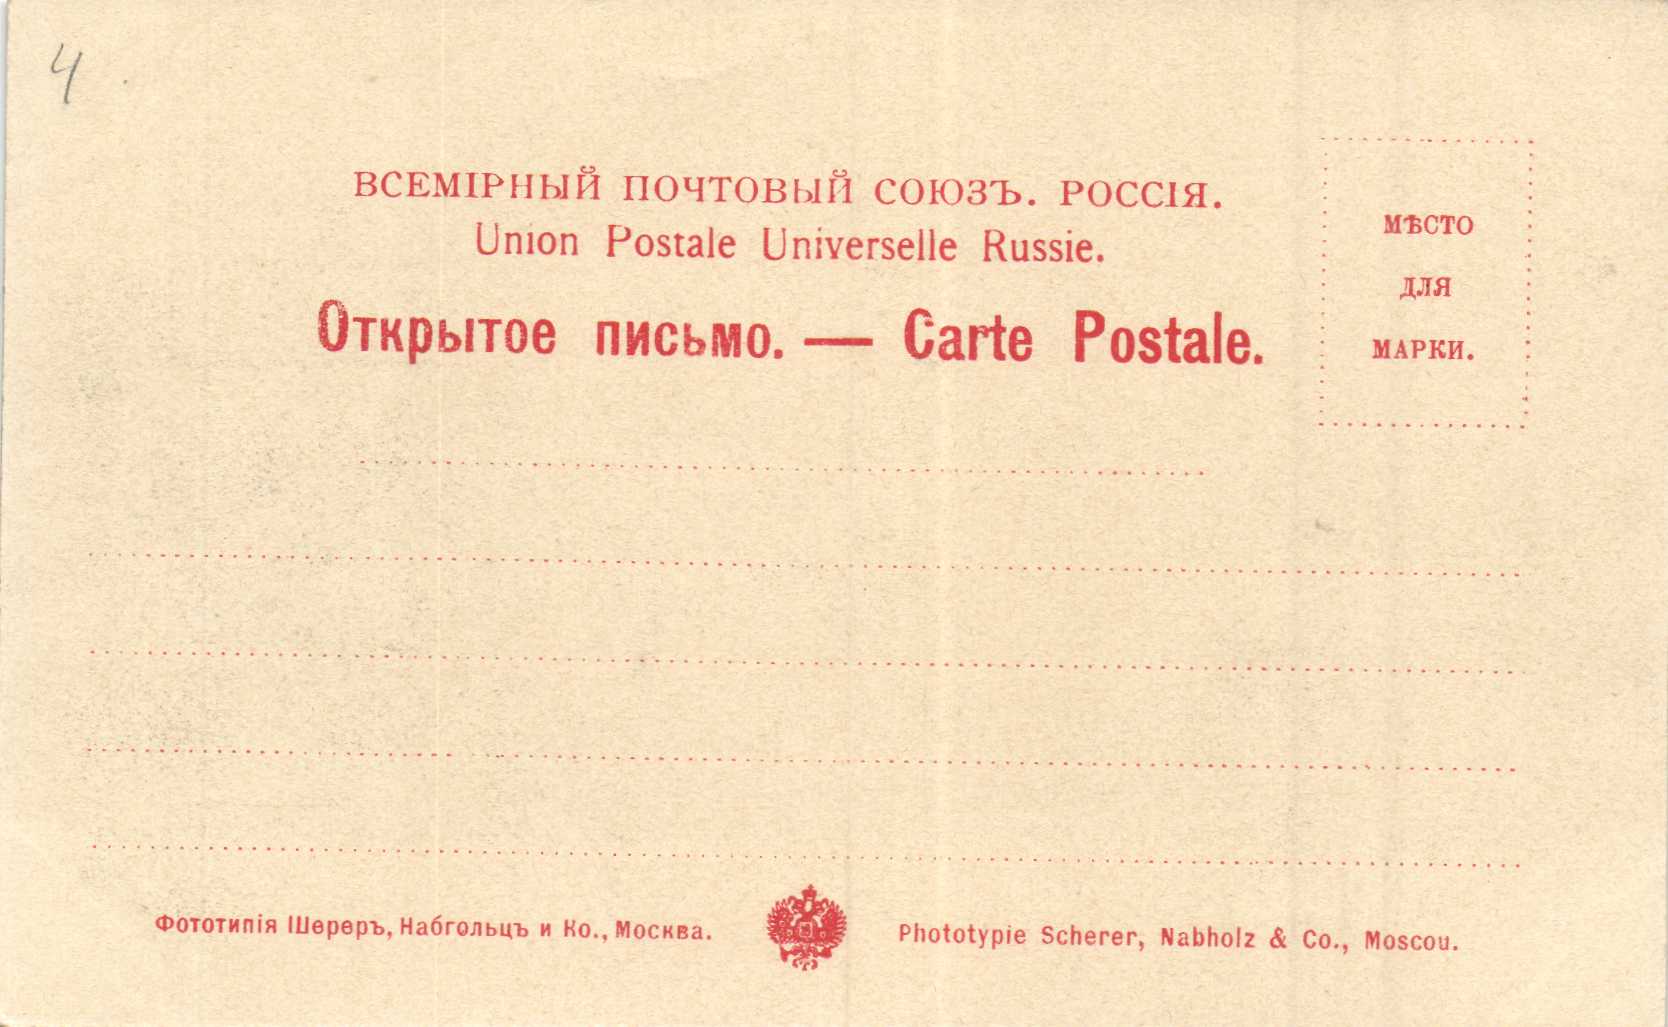 4
ВСЕМІРНЫЙ ПОЧТОВЫЙ СОЮЗЪ. РОССІЯ.
Union Postale Universelle Russie.
Открытое письмо. — Carte Postale.
МѢСТО
ДЛЯ
МАРКИ.
Фототипія Шереръ, Набгольцъ и Ко., Москва.
Phototypie Scherer, Nabholz & Co., Moscou.